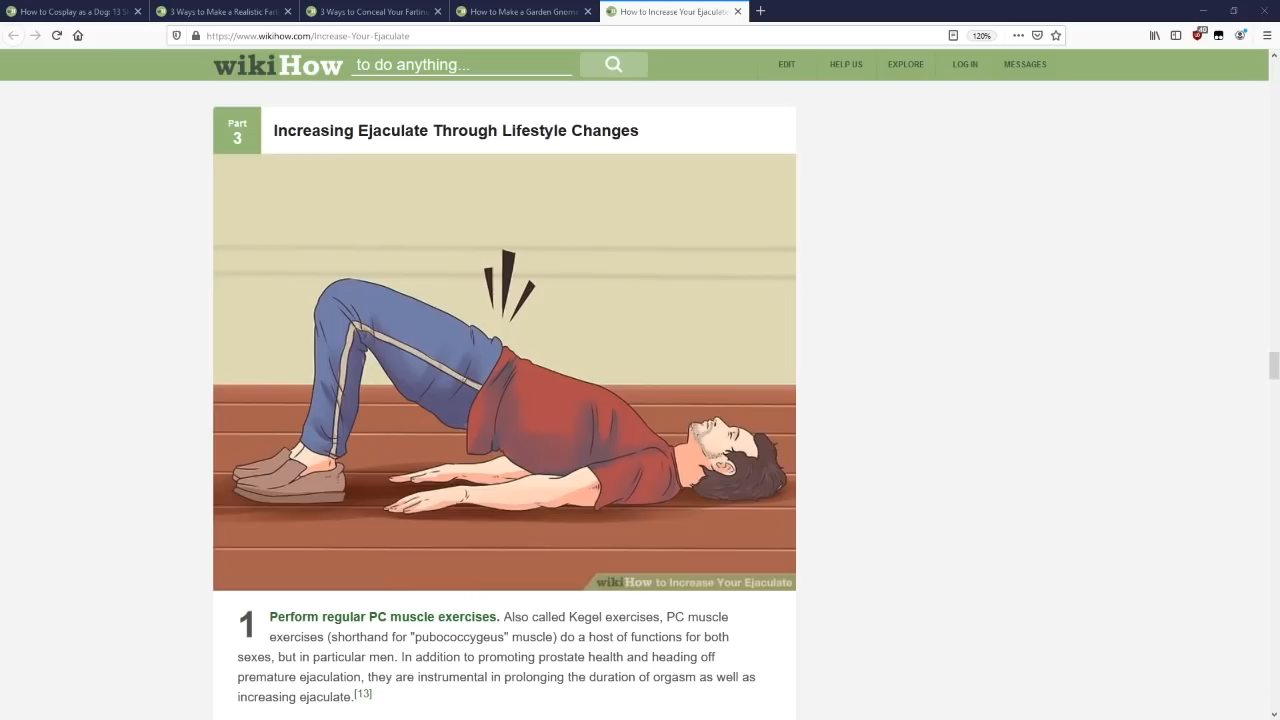 How to Cosplay as a Dog: 13 S
3 Ways to Make a Realistic Fart
3 Ways to Conceal Your Farting
How to Make a Garden Gnome
How to Increase Your Ejaculate
https://www.wikihow.com/Increase-Your-Ejaculate
120%
wikiHow to do anything...
EDIT
HELP US
EXPLORE
LOG IN
MESSAGES
Part
3
Increasing Ejaculate Through Lifestyle Changes
wikiHow to Increase Your Ejaculate
1 Perform regular PC muscle exercises. Also called Kegel exercises, PC muscle
exercises (shorthand for "pubococcygeus" muscle) do a host of functions for both
sexes, but in particular men. In addition to promoting prostate health and heading off
premature ejaculation, they are instrumental in prolonging the duration of orgasm as well as
increasing ejaculate.[13]